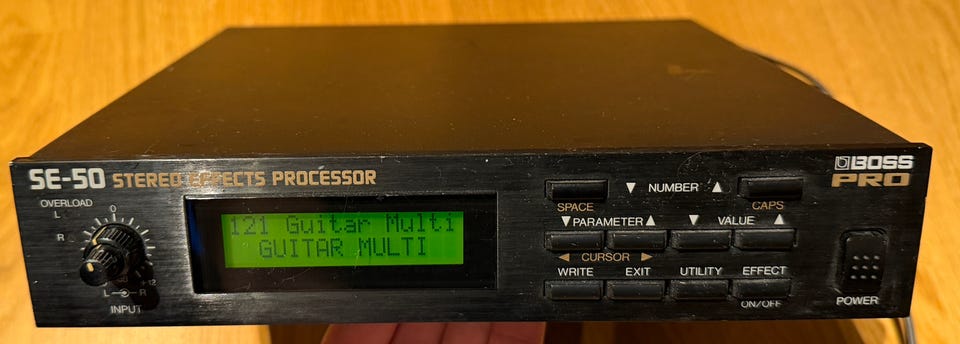 SE-50 STEREO EFFECTS PROCESSOR
BOSS
PRO
OVERLOAD
L
R
0
+12
L R
INPUT
121 Guitar Multi
GUITAR MULTI
▼ NUMBER ▲
SPACE
CAPS
▼PARAMETER▲
▼ VALUE ▲
◄ CURSOR ►
WRITE EXIT UTILITY EFFECT
ON/OFF
POWER